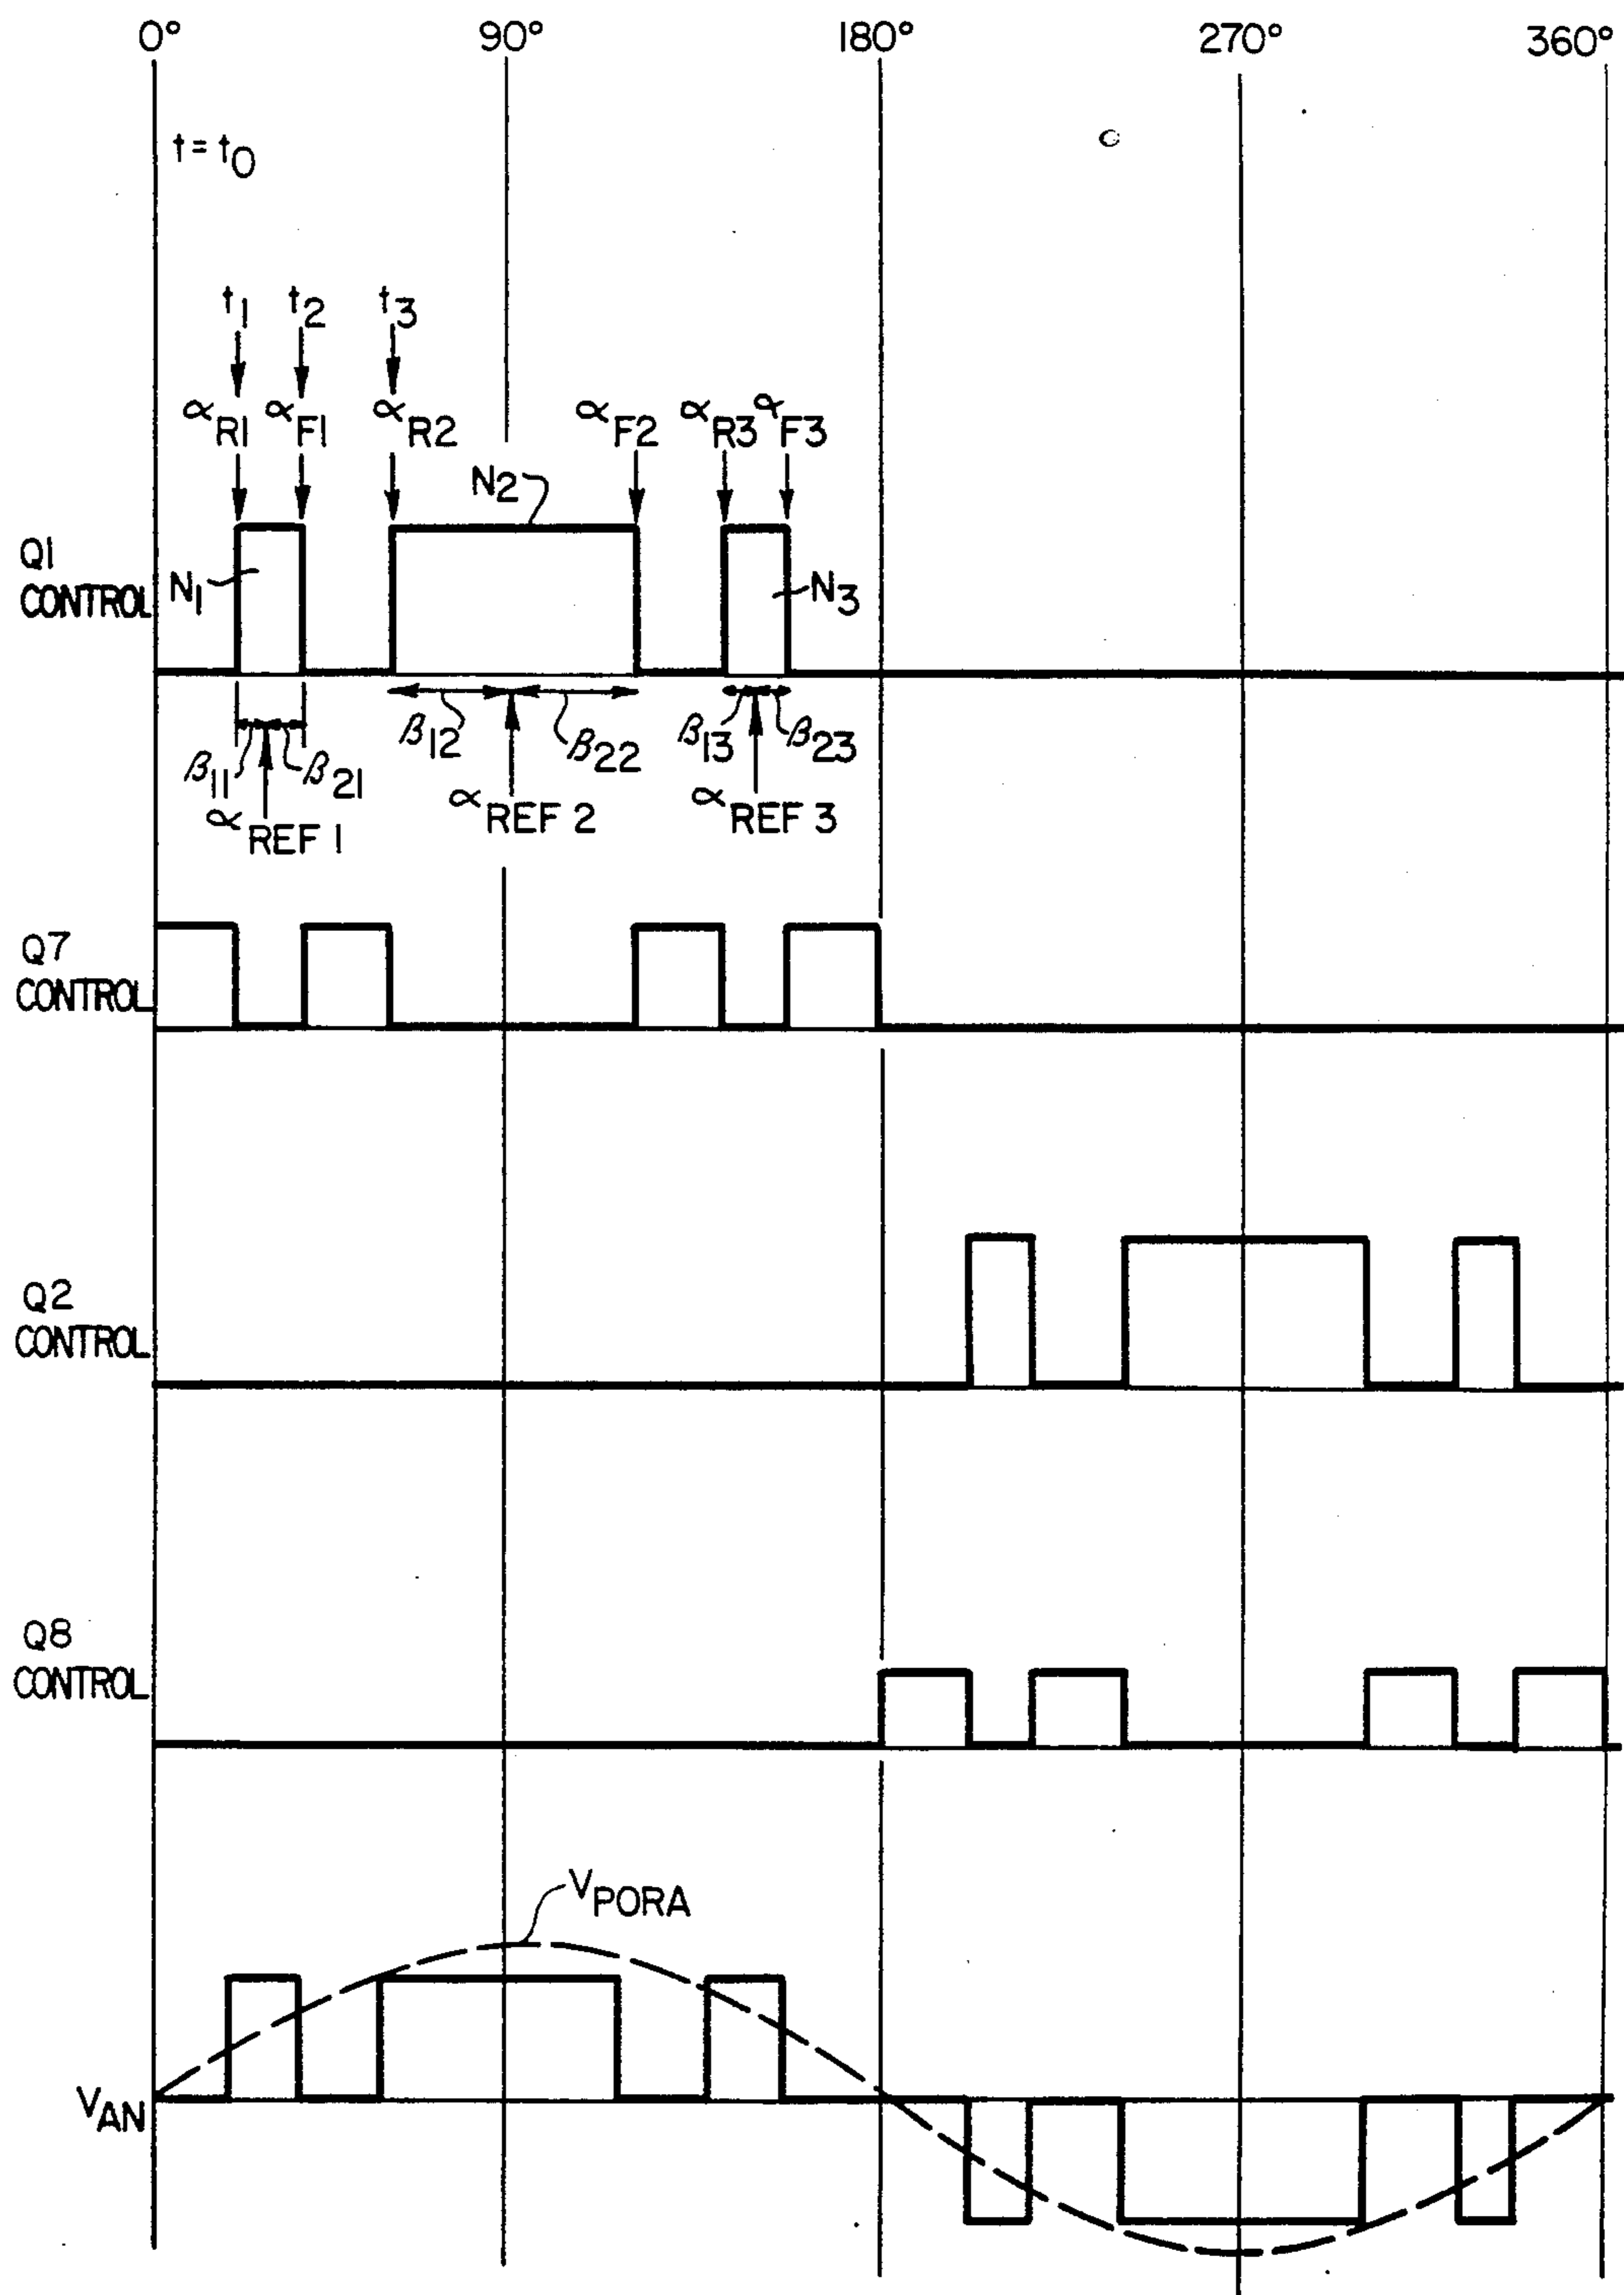 0° 90° 180° 270° 360°
t = t0
t1 t2 t3
αR1 αF1 αR2 αF2 αR3 αF3
N2
Q1
CONTROL
N1
N3
β11 β21 β12 β22 β13 β23
αREF 1 αREF 2 αREF 3
Q7
CONTROL
Q2
CONTROL
Q8
CONTROL
VPORA
VAN